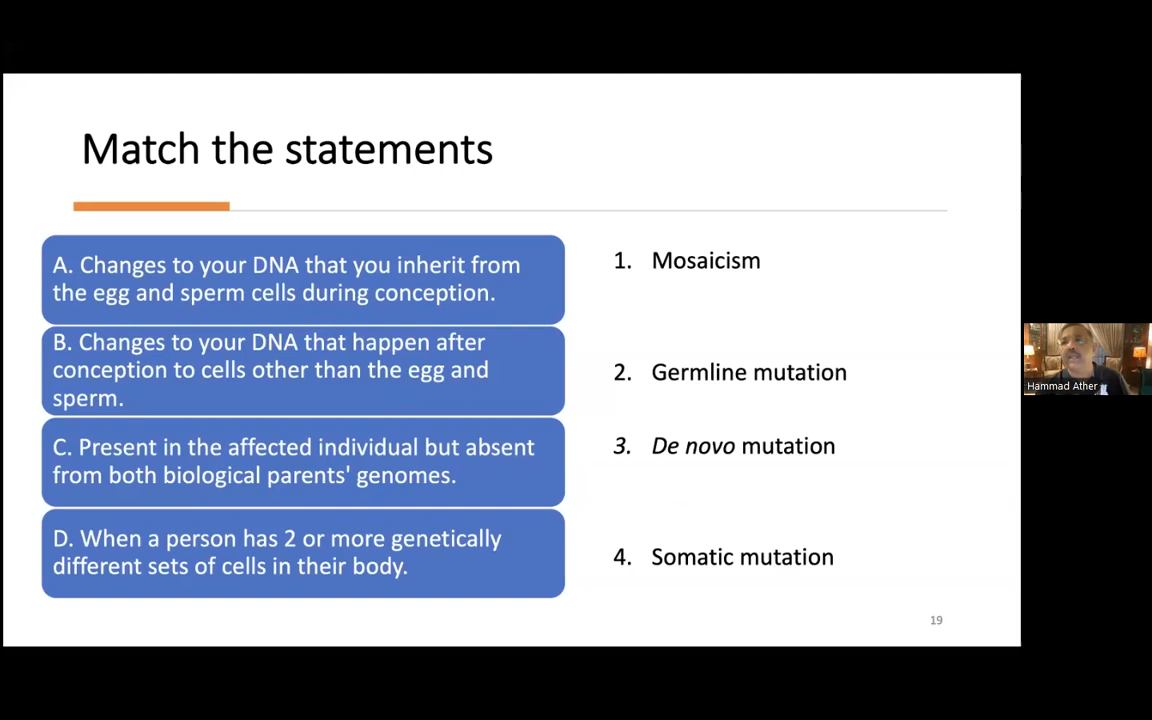 Match the statements
A. Changes to your DNA that you inherit from
the egg and sperm cells during conception.
B. Changes to your DNA that happen after
conception to cells other than the egg and
sperm.
C. Present in the affected individual but absent
from both biological parents' genomes.
D. When a person has 2 or more genetically
different sets of cells in their body.
1. Mosaicism
2. Germline mutation
3. De novo mutation
4. Somatic mutation
19
Hammad Ather